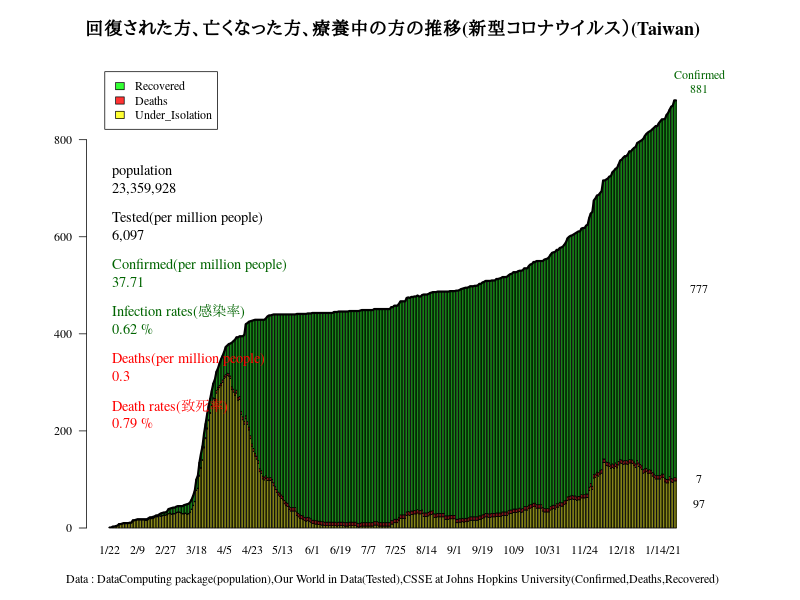 回復された方、亡くなった方、療養中の方の推移(新型コロナウイルス)(Taiwan)
Confirmed
881
Recovered
Deaths
Under_Isolation
population
23,359,928
Tested(per million people)
6,097
Confirmed(per million people)
37.71
Infection rates(感染率)
0.62 %
Deaths(per million people)
0.3
Death rates(致死率)
0.79 %
800
600
400
200
0
777
7
97
1/22 2/9 2/27 3/18 4/5 4/23 5/13 6/1 6/19 7/7 7/25 8/14 9/1 9/19 10/9 10/31 11/24 12/18 1/14/21
Data : DataComputing package(population),Our World in Data(Tested),CSSE at Johns Hopkins University(Confirmed,Deaths,Recovered)